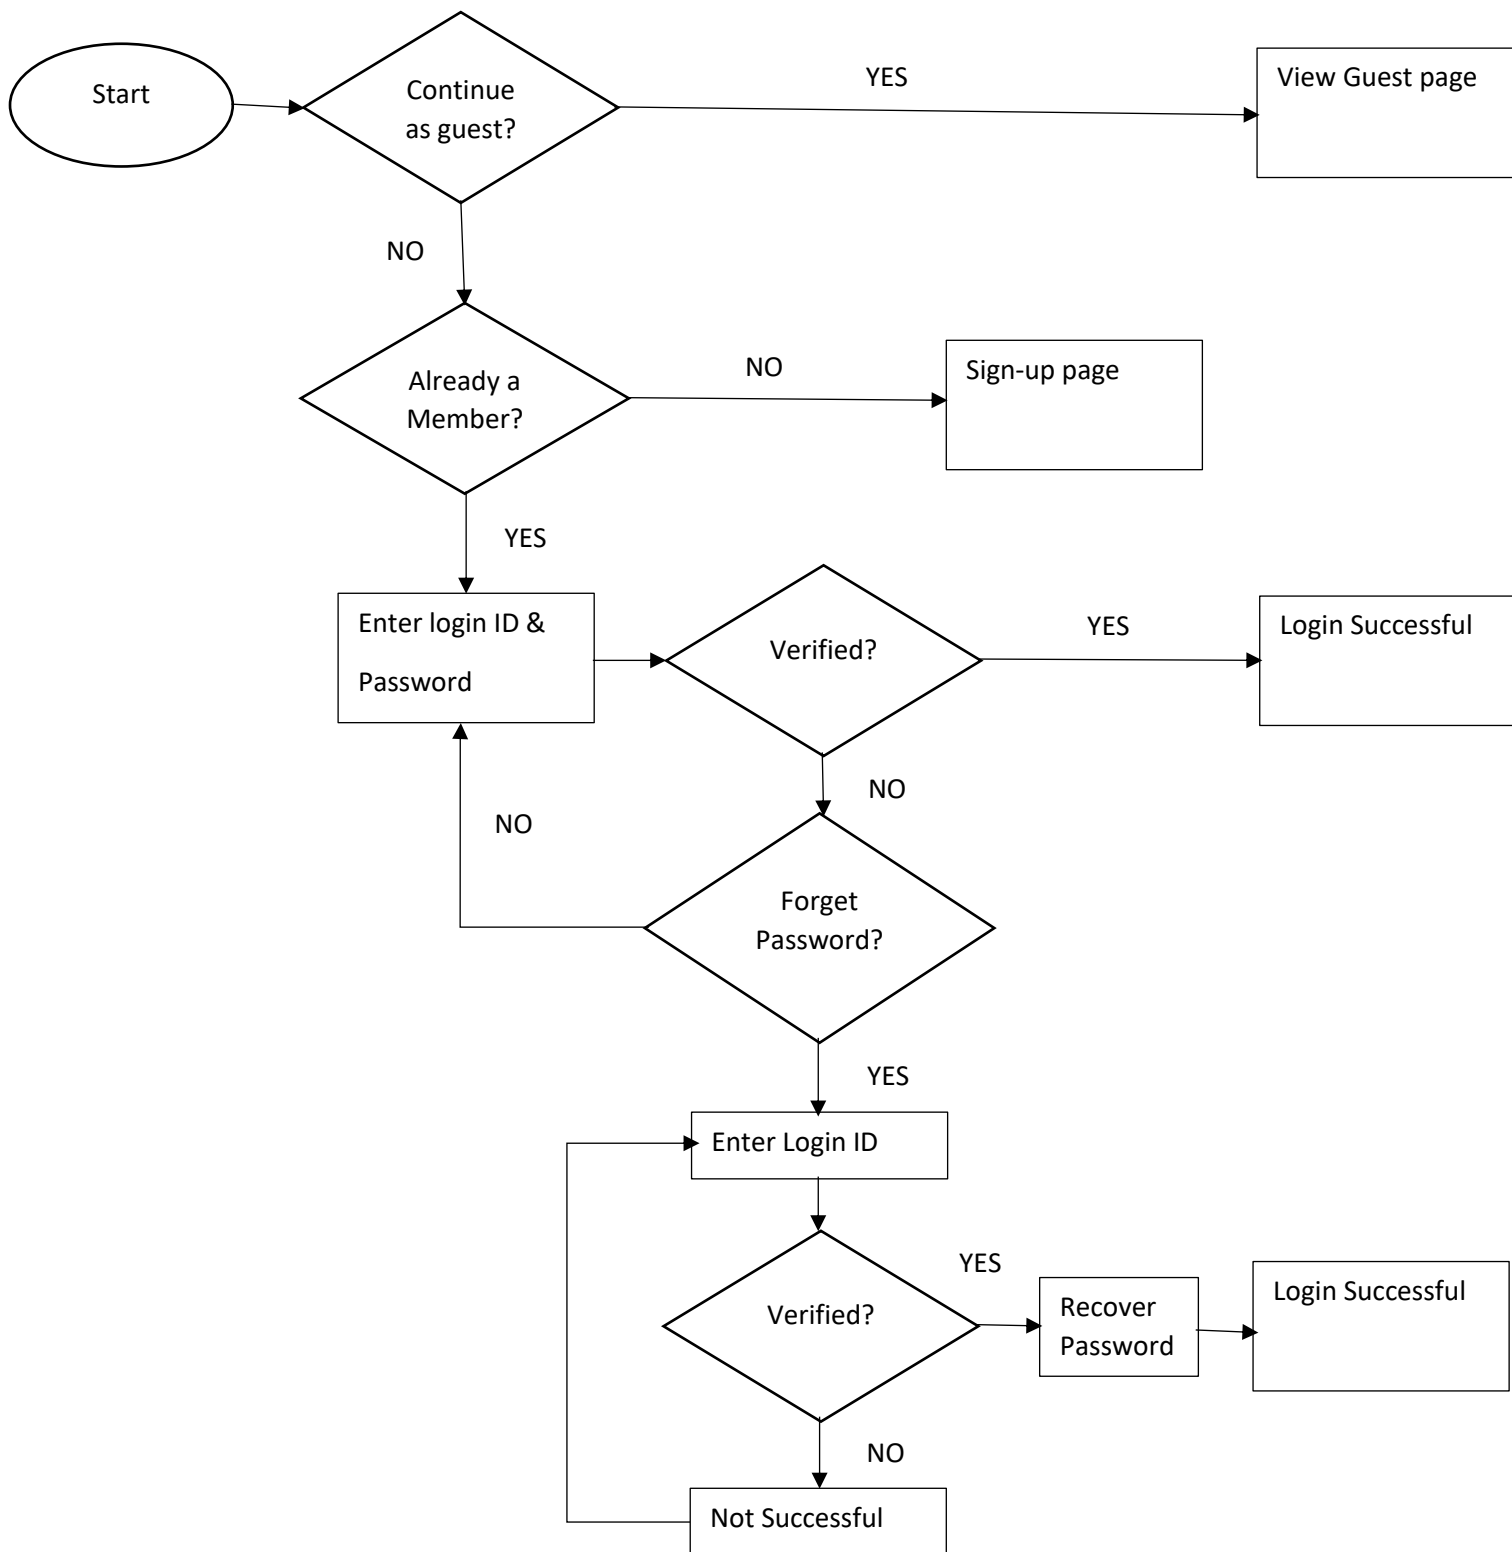 Start
Continue
as guest?
YES
View Guest page
NO
Already a
Member?
NO
Sign-up page
YES
Enter login ID &
Password
Verified?
YES
Login Successful
NO
NO
Forget
Password?
YES
Enter Login ID
Verified?
YES
Recover
Password
Login Successful
NO
Not Successful